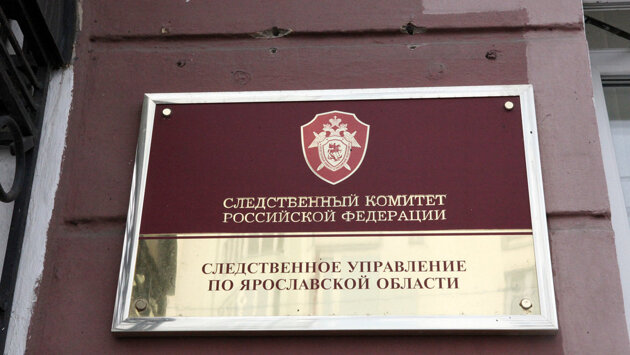 СЛЕДСТВЕННЫЙ КОМИТЕТ
РОССИЙСКОЙ ФЕДЕРАЦИИ
СЛЕДСТВЕННОЕ УПРАВЛЕНИЕ
ПО ЯРОСЛАВСКОЙ ОБЛАСТИ